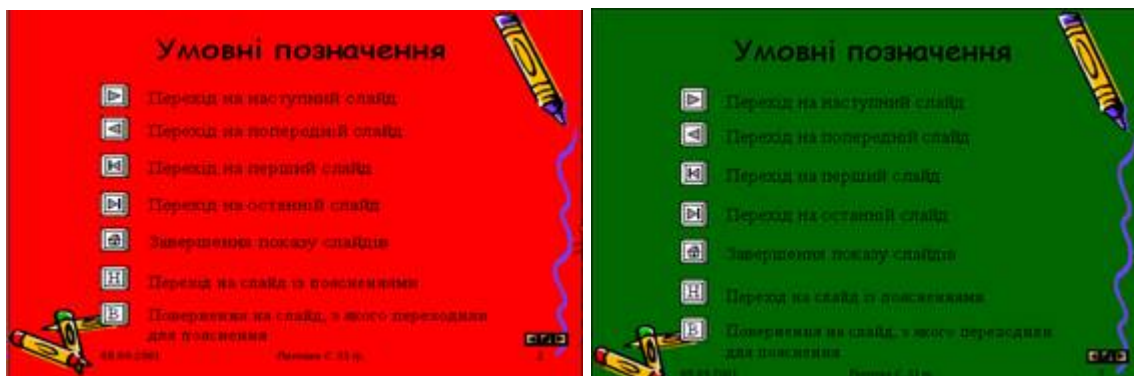 Умовні позначення
Перехід на наступний слайд
Перехід на попередній слайд
Перехід на перший слайд
Перехід на останній слайд
Завершення показу слайдів
H
Перехід на слайд із поясненнями
B
Повернення на слайд, з якого переходили
для пояснення
2
Умовні позначення
Перехід на наступний слайд
Перехід на попередній слайд
Перехід на перший слайд
Перехід на останній слайд
Завершення показу слайдів
H
Перехід на слайд із поясненнями
B
Повернення на слайд, з якого переходили
для пояснення